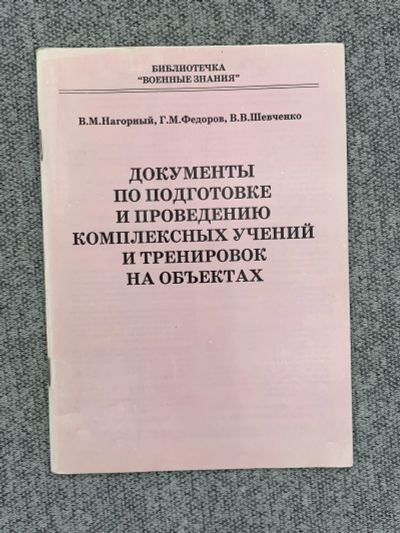 БИБЛИОТЕЧКА
"ВОЕННЫЕ ЗНАНИЯ"
В.М.Нагорный, Г.М.Федоров, В.В.Шевченко
ДОКУМЕНТЫ
ПО ПОДГОТОВКЕ
И ПРОВЕДЕНИЮ
КОМПЛЕКСНЫХ УЧЕНИЙ
И ТРЕНИРОВОК
НА ОБЪЕКТАХ